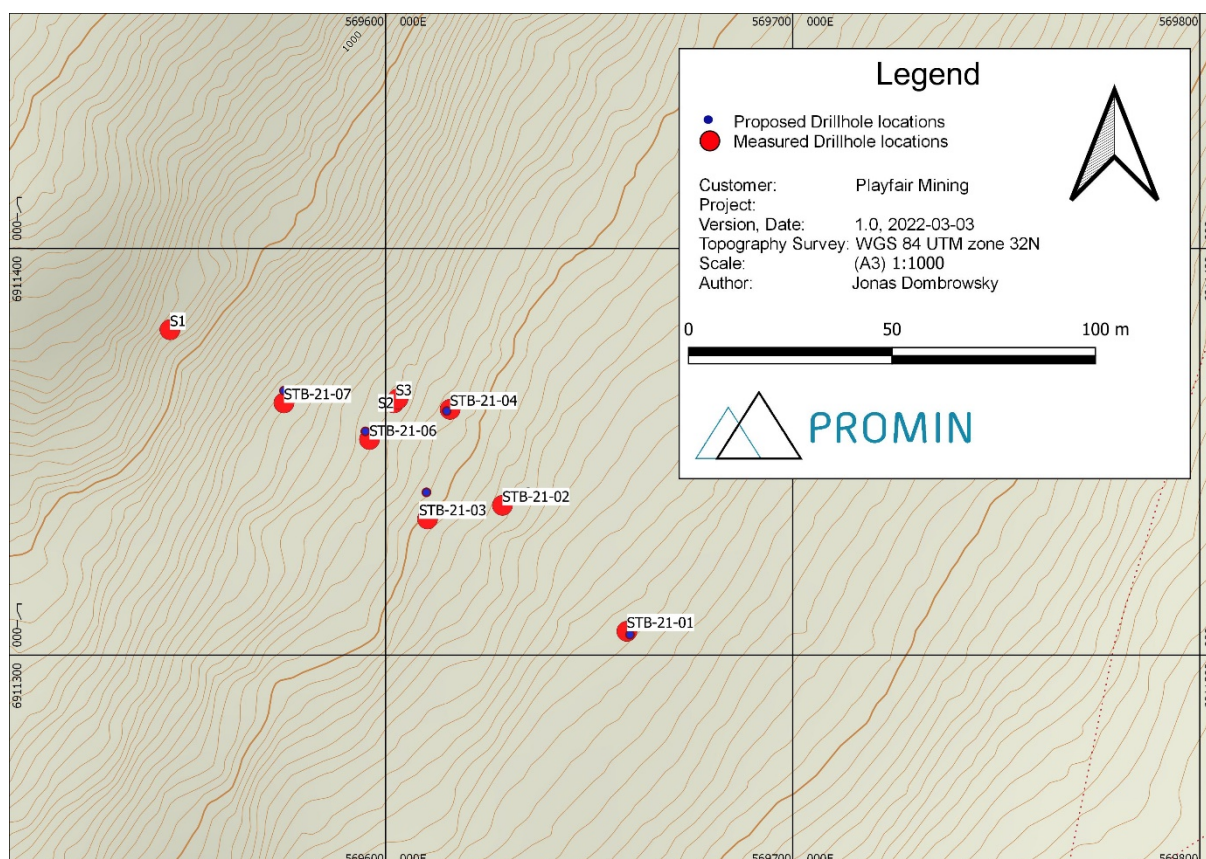 569600 000E
569700 000E
569800
1000
Legend
Proposed Drillhole locations
Measured Drillhole locations
Customer: Playfair Mining
Project:
Version, Date: 1.0, 2022-03-03
Topography Survey: WGS 84 UTM zone 32N
Scale: (A3) 1:1000
Author: Jonas Dombrowsky
0 50 100 m
PROMIN
000
6911400
S1
STB-21-07
S3
S2
STB-21-04
STB-21-06
STB-21-02
STB-21-03
STB-21-01
000
6911300
569600 000E
569700 000E
569800